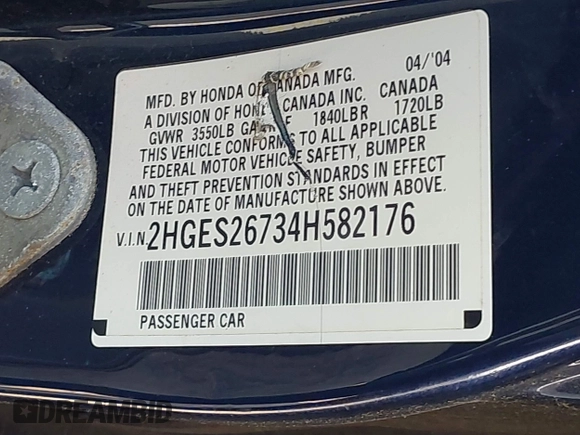 MFD. BY HONDA OF CANADA MFG. 04/'04
A DIVISION OF HONDA CANADA INC. CANADA
GVWR 3550LB GAWR F 1840LB R 1720LB
THIS VEHICLE CONFORMS TO ALL APPLICABLE
FEDERAL MOTOR VEHICLE SAFETY, BUMPER
AND THEFT PREVENTION STANDARDS IN EFFECT
ON THE DATE OF MANUFACTURE SHOWN ABOVE.
V.I.N. 2HGES26734H582176
PASSENGER CAR
DREAMBID